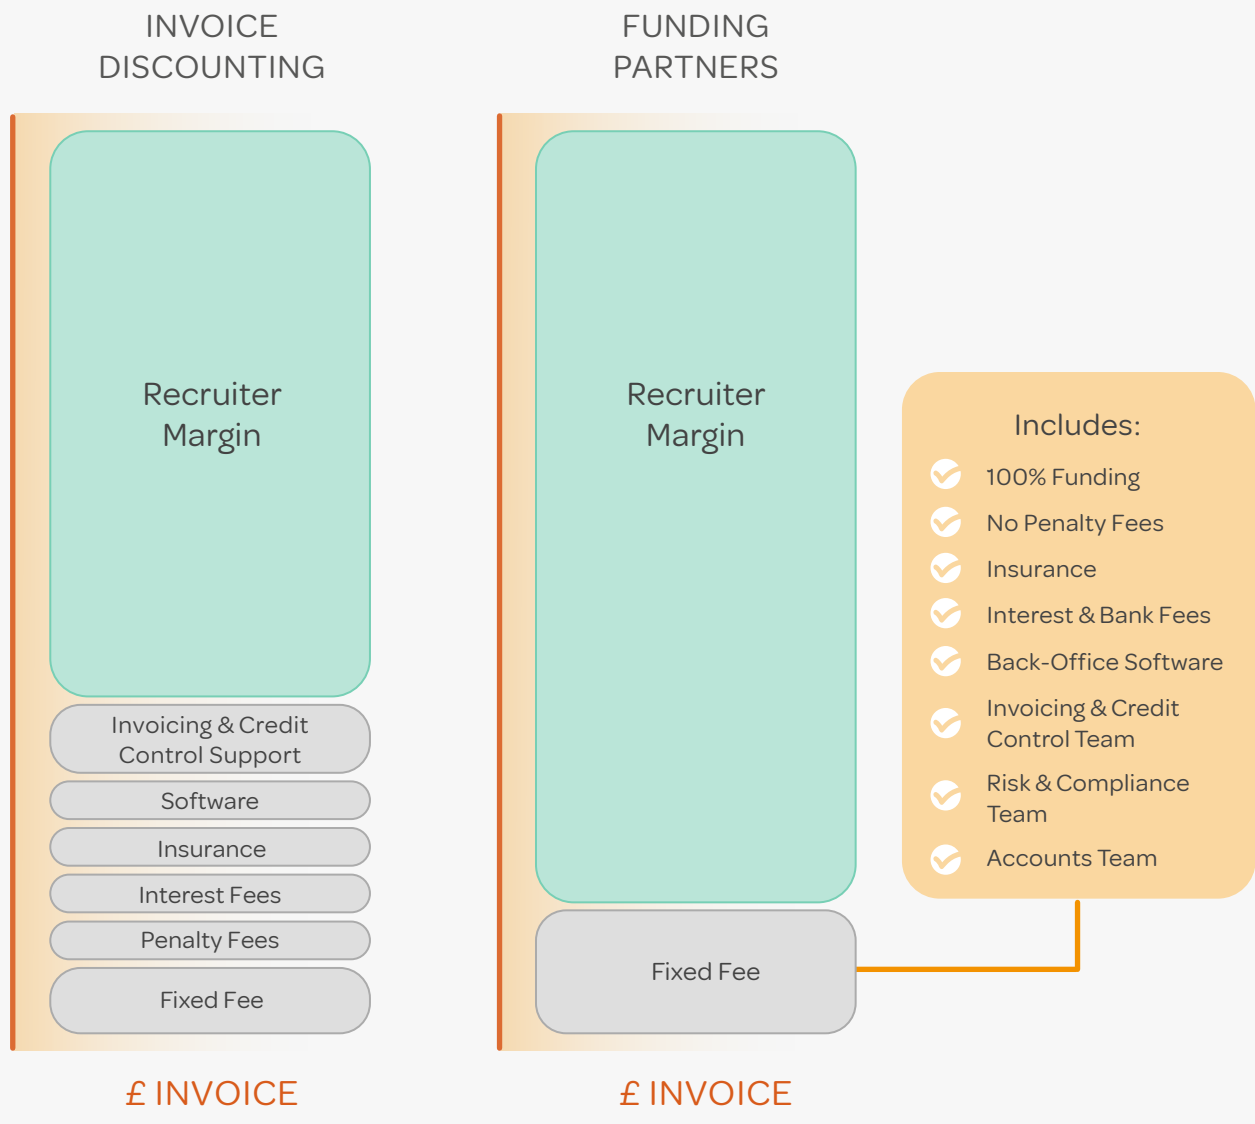 INVOICE
DISCOUNTING
Recruiter
Margin
Invoicing & Credit
Control Support
Software
Insurance
Interest Fees
Penalty Fees
Fixed Fee
£ INVOICE
FUNDING
PARTNERS
Recruiter
Margin
Fixed Fee
£ INVOICE
Includes:
100% Funding
No Penalty Fees
Insurance
Interest & Bank Fees
Back-Office Software
Invoicing & Credit
Control Team
Risk & Compliance
Team
Accounts Team